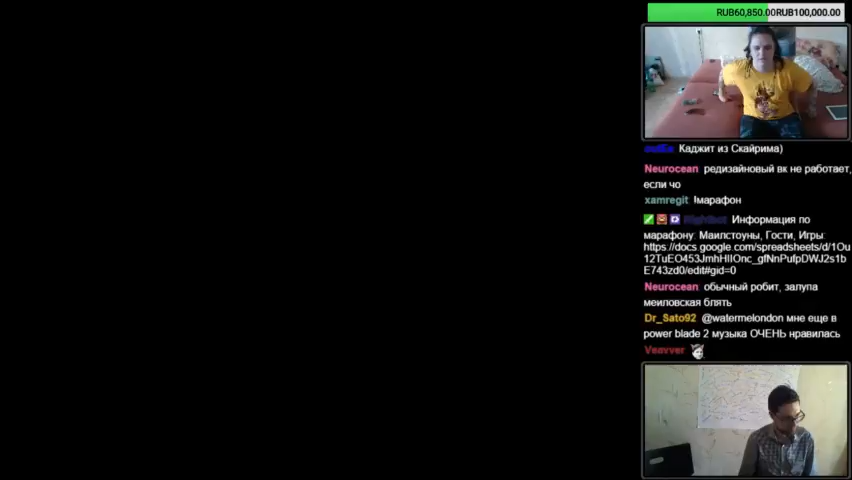 RUB60,850.00RUB100,000.00
Каджит из Скайрима)
Neurocean редизайновый вк не работает,
если чо
xamregit !марафон
Nightbot Информация по
марафону: Маилстоуны, Гости, Игры:
https://docs.google.com/spreadsheets/d/1Ou
12TuEO453JmhHIIOnc_gfNnPufpDWJ2s1b
E743zd0/edit#gid=0
Neurocean обычный робит, залупа
меиловская блять
Dr_Sato92 @watermelondon мне еще в
power blade 2 музыка ОЧЕНЬ нравилась
Veavver